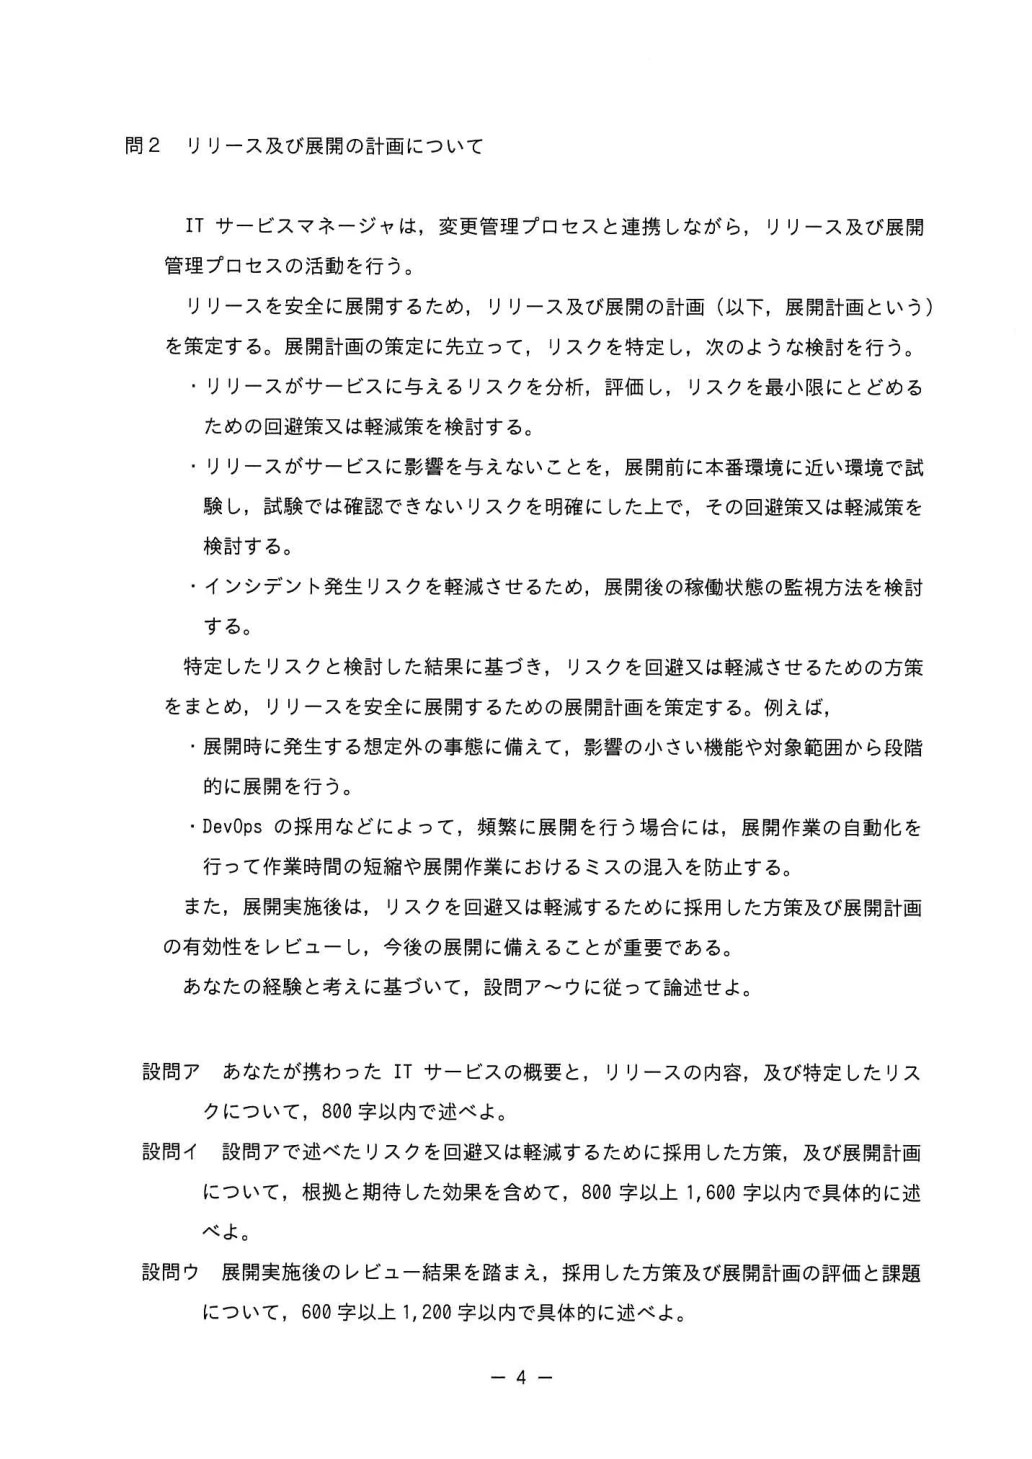 問２　リリース及び展開の計画について
IT サービスマネージャは，変更管理プロセスと連携しながら，リリース及び展開
管理プロセスの活動を行う。
リリースを安全に展開するため，リリース及び展開の計画（以下，展開計画という）
を策定する。展開計画の策定に先立って，リスクを特定し，次のような検討を行う。
・リリースがサービスに与えるリスクを分析，評価し，リスクを最小限にとどめる
ための回避策又は軽減策を検討する。
・リリースがサービスに影響を与えないことを，展開前に本番環境に近い環境で試
験し，試験では確認できないリスクを明確にした上で，その回避策又は軽減策を
検討する。
・インシデント発生リスクを軽減させるため，展開後の稼働状態の監視方法を検討
する。
特定したリスクと検討した結果に基づき，リスクを回避又は軽減させるための方策
をまとめ，リリースを安全に展開するための展開計画を策定する。例えば，
・展開時に発生する想定外の事態に備えて，影響の小さい機能や対象範囲から段階
的に展開を行う。
・DevOps の採用などによって，頻繁に展開を行う場合には，展開作業の自動化を
行って作業時間の短縮や展開作業におけるミスの混入を防止する。
また，展開実施後は，リスクを回避又は軽減するために採用した方策及び展開計画
の有効性をレビューし，今後の展開に備えることが重要である。
あなたの経験と考えに基づいて，設問ア～ウに従って論述せよ。
設問ア　あなたが携わった IT サービスの概要と，リリースの内容，及び特定したリス
クについて，800 字以内で述べよ。
設問イ　設問アで述べたリスクを回避又は軽減するために採用した方策，及び展開計画
について，根拠と期待した効果を含めて，800 字以上 1,600 字以内で具体的に述
べよ。
設問ウ　展開実施後のレビュー結果を踏まえ，採用した方策及び展開計画の評価と課題
について，600 字以上 1,200 字以内で具体的に述べよ。
－ 4 －